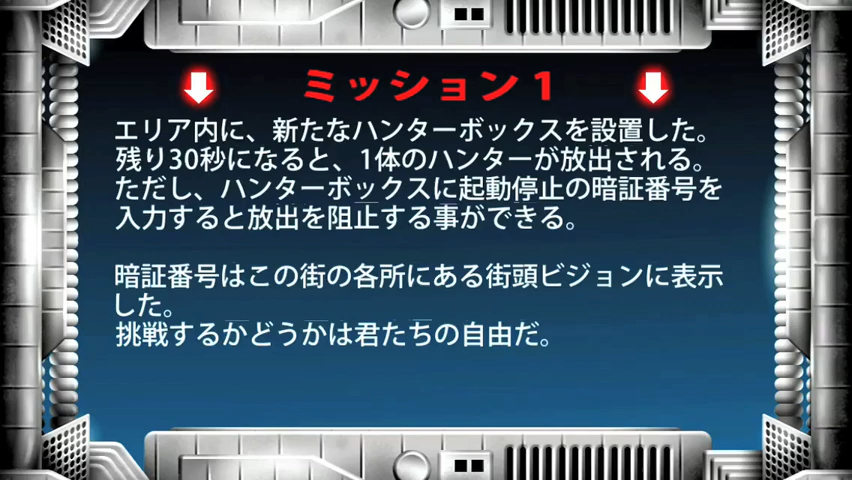 ミッション1
エリア内に、新たなハンターボックスを設置した。
残り30秒になると、1体のハンターが放出される。
ただし、ハンターボックスに起動停止の暗証番号を
入力すると放出を阻止する事ができる。
暗証番号はこの街の各所にある街頭ビジョンに表示
した。
挑戦するかどうかは君たちの自由だ。